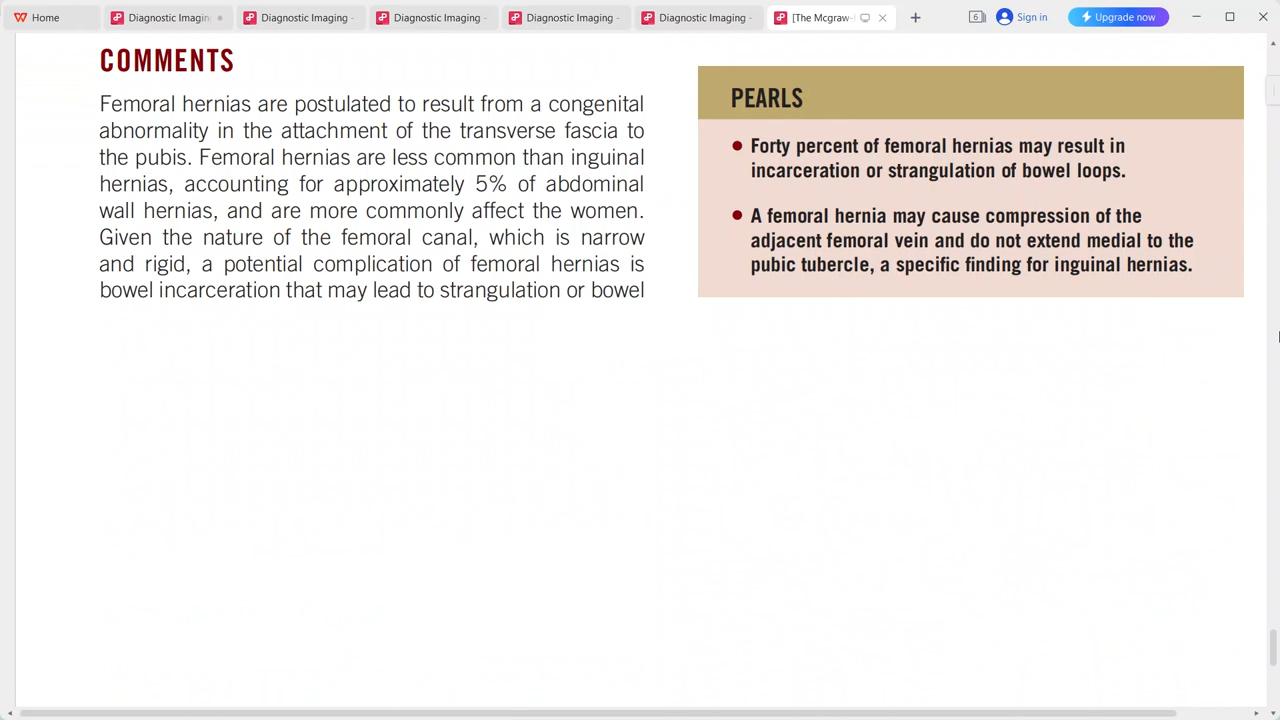 Home
Diagnostic Imagin
Diagnostic Imaging -
Diagnostic Imaging -
Diagnostic Imaging -
Diagnostic Imaging -
[The Mcgraw-
6
Sign in
Upgrade now
COMMENTS
Femoral hernias are postulated to result from a congenital
abnormality in the attachment of the transverse fascia to
the pubis. Femoral hernias are less common than inguinal
hernias, accounting for approximately 5% of abdominal
wall hernias, and are more commonly affect the women.
Given the nature of the femoral canal, which is narrow
and rigid, a potential complication of femoral hernias is
bowel incarceration that may lead to strangulation or bowel
PEARLS
• Forty percent of femoral hernias may result in
incarceration or strangulation of bowel loops.
• A femoral hernia may cause compression of the
adjacent femoral vein and do not extend medial to the
pubic tubercle, a specific finding for inguinal hernias.